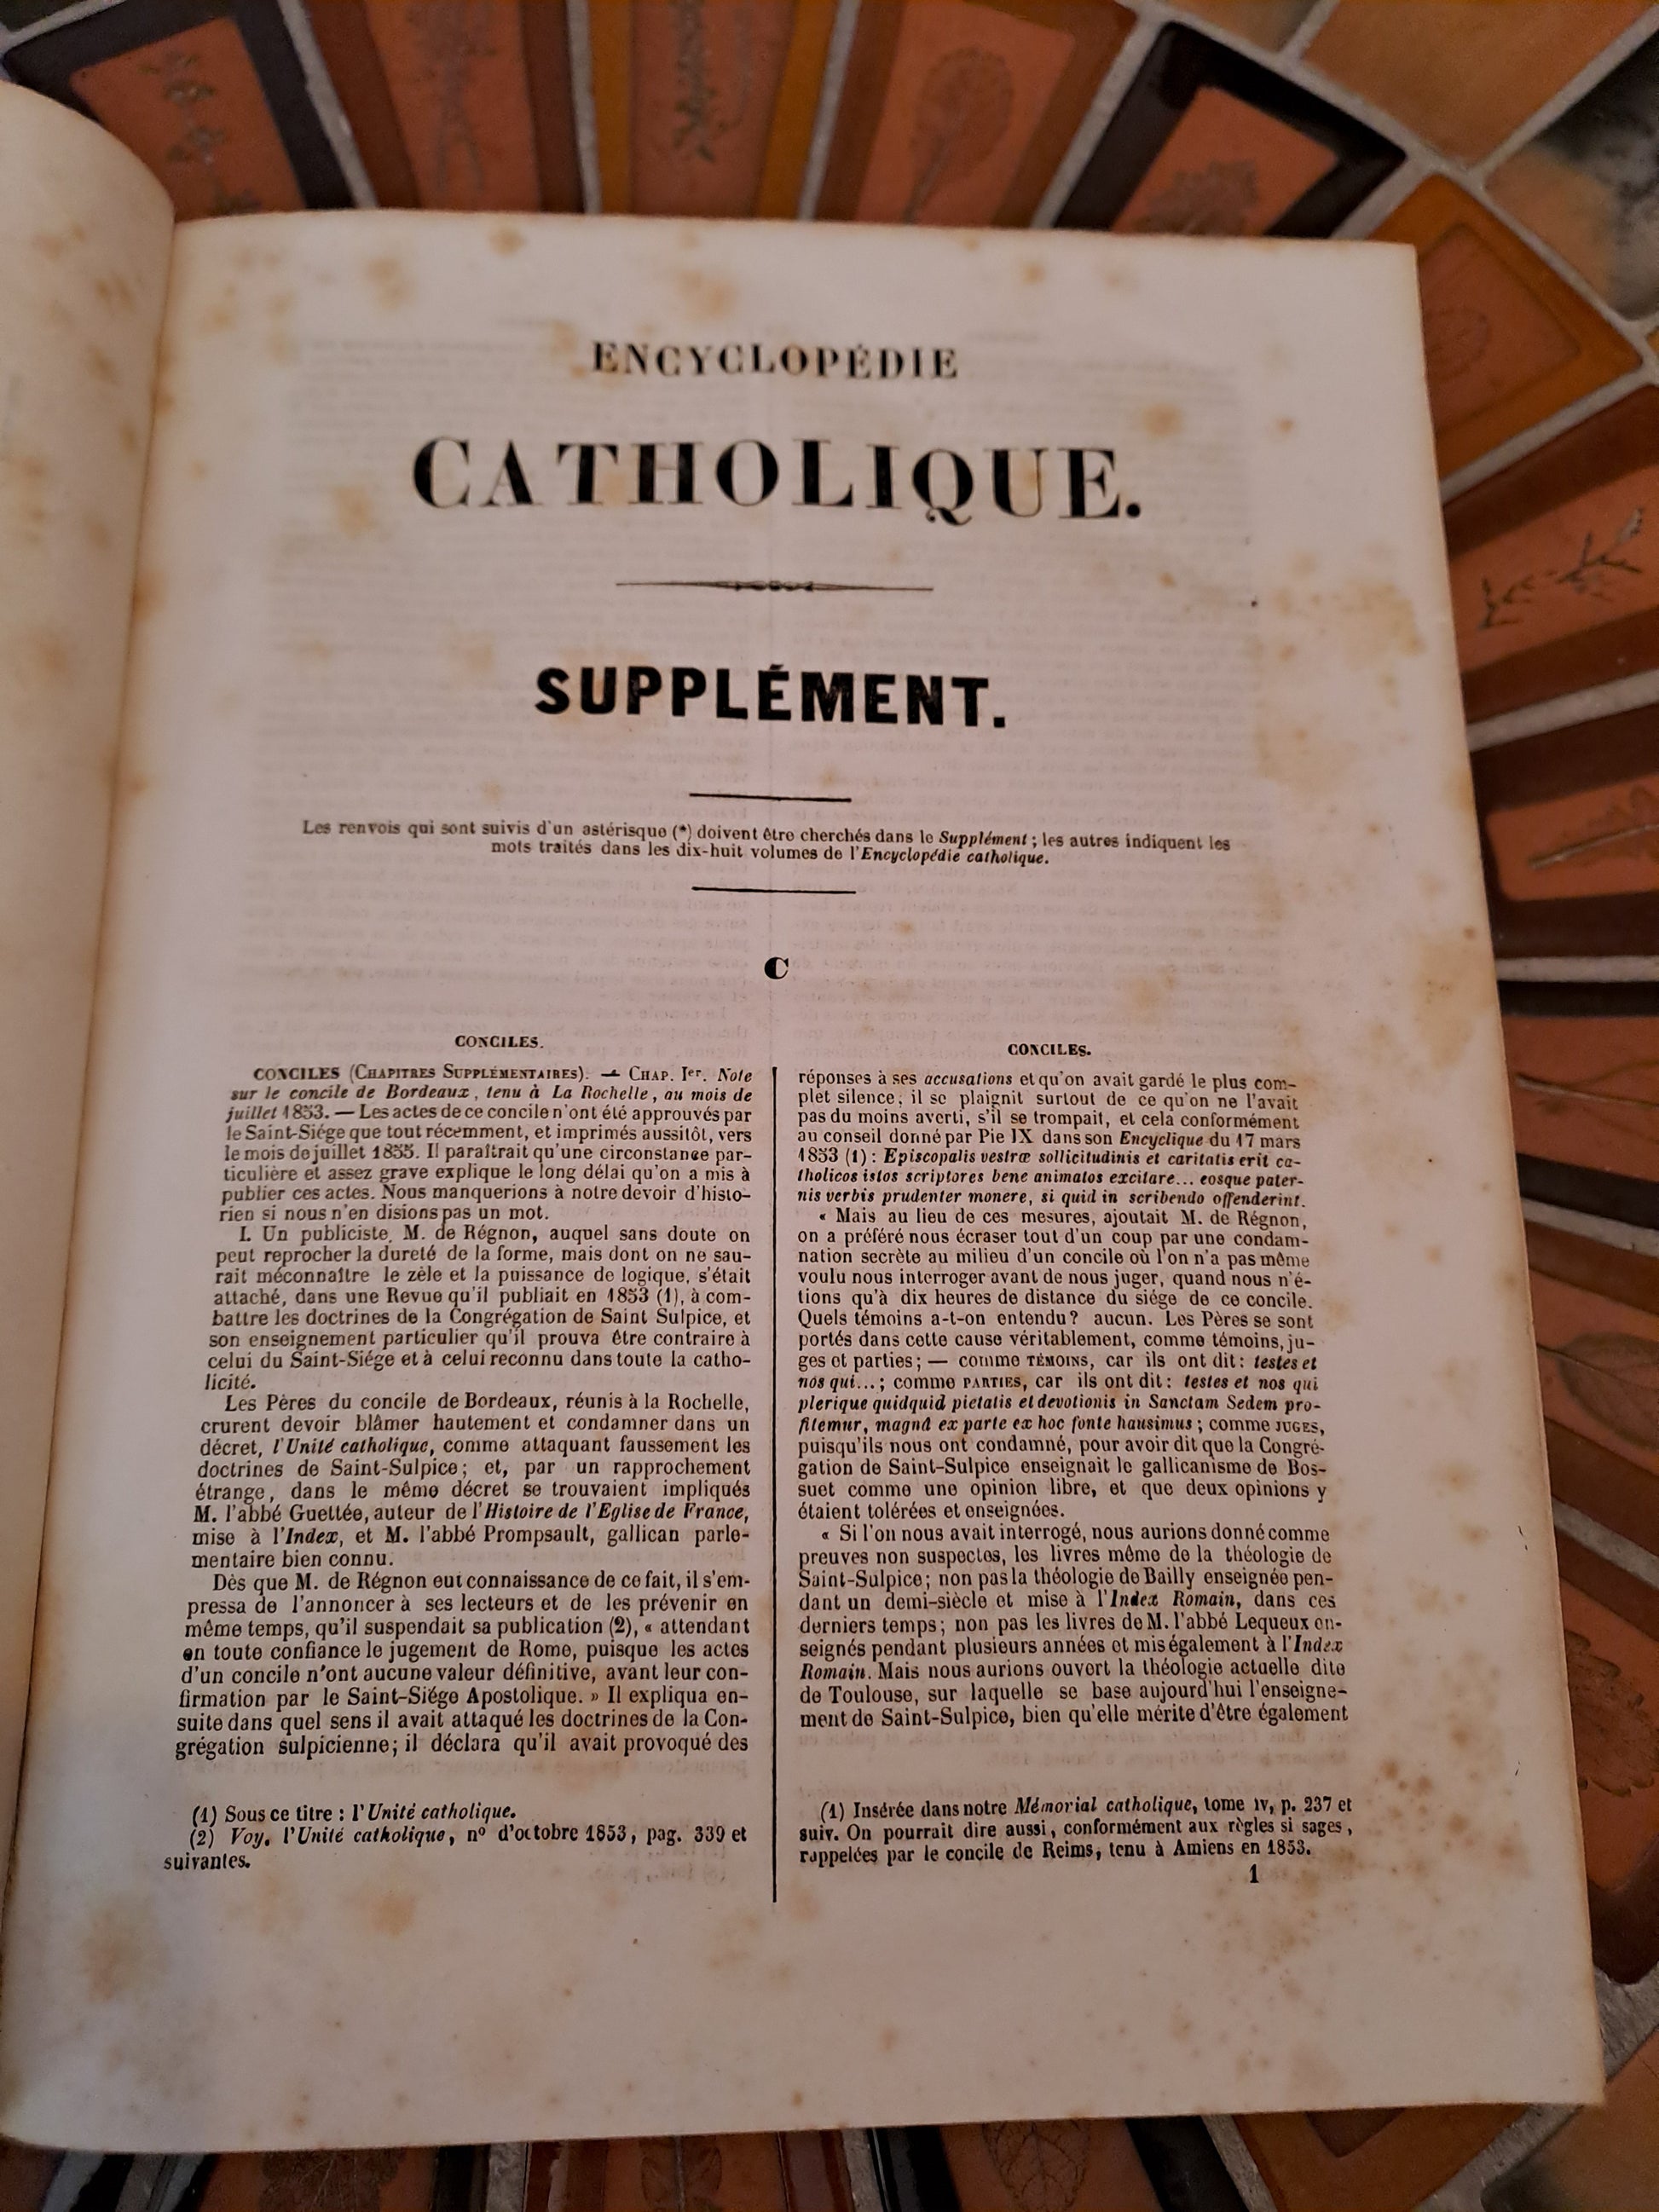 ENCYCLOPÉDIE
CATHOLIQUE.
SUPPLÉMENT.
Les renvois qui sont suivis d'un astérisque (*) doivent être cherchés dans le Supplément ; les autres indiquent les
mots traités dans les dix-huit volumes de l'Encyclopédie catholique.
C
CONCILES.
CONCILES (Chapitres Supplémentaires). — Chap. Ier. Note
sur le concile de Bordeaux, tenu à La Rochelle, au mois de
juillet 1853. — Les actes de ce concile n'ont été approuvés par
le Saint-Siége que tout récemment, et imprimés aussitôt, vers
le mois de juillet 1855. Il paraîtrait qu'une circonstance par-
ticulière et assez grave explique le long délai qu'on a mis à
publier ces actes. Nous manquerions à notre devoir d'histo-
rien si nous n'en disions pas un mot.
I. Un publiciste, M. de Régnon, auquel sans doute on
peut reprocher la dureté de la forme, mais dont on ne sau-
rait méconnaître le zèle et la puissance de logique, s'était
attaché, dans une Revue qu'il publiait en 1853 (1), à com-
battre les doctrines de la Congrégation de Saint Sulpice, et
son enseignement particulier qu'il prouva être contraire à
celui du Saint-Siége et à celui reconnu dans toute la catho-
licité.
Les Pères du concile de Bordeaux, réunis à la Rochelle,
crurent devoir blâmer hautement et condamner dans un
décret, l'Unité catholique, comme attaquant faussement les
doctrines de Saint-Sulpice; et, par un rapprochement
étrange, dans le même décret se trouvaient impliqués
M. l'abbé Guettée, auteur de l'Histoire de l'Eglise de France,
mise à l'Index, et M. l'abbé Prompsault, gallican parle-
mentaire bien connu.
Dès que M. de Régnon eut connaissance de ce fait, il s'em-
pressa de l'annoncer à ses lecteurs et de les prévenir en
même temps, qu'il suspendait sa publication (2), « attendant
en toute confiance le jugement de Rome, puisque les actes
d'un concile n'ont aucune valeur définitive, avant leur con-
firmation par le Saint-Siége Apostolique. » Il expliqua en-
suite dans quel sens il avait attaqué les doctrines de la Con-
grégation sulpicienne; il déclara qu'il avait provoqué des
(1) Sous ce titre : l'Unité catholique.
(2) Voy. l'Unité catholique, nº d'octobre 1853, pag. 339 et
suivantes.
CONCILES.
réponses à ses accusations et qu'on avait gardé le plus com-
plet silence; il se plaignit surtout de ce qu'on ne l'avait
pas du moins averti, s'il se trompait, et cela conformément
au conseil donné par Pie IX dans son Encyclique du 17 mars
1853 (1) : Episcopalis vestræ sollicitudinis et caritatis erit ca-
tholicos istos scriptores bene animatos excitare... eosque pater-
nis verbis prudenter monere, si quid in scribendo offenderint.
« Mais au lieu de ces mesures, ajoutait M. de Régnon,
on a préféré nous écraser tout d'un coup par une condam-
nation secrète au milieu d'un concile où l'on n'a pas même
voulu nous interroger avant de nous juger, quand nous n'é-
tions qu'à dix heures de distance du siége de ce concile.
Quels témoins a-t-on entendu? aucun. Les Pères se sont
portés dans cette cause véritablement, comme témoins, ju-
ges et parties; — comme TÉMOINS, car ils ont dit : testes et
nos qui...; comme PARTIES, car ils ont dit : testes et nos qui
plerique quidquid pietatis et devotionis in Sanctam Sedem pro-
fitemur, magnâ ex parte ex hoc fonte hausimus ; comme JUGES,
puisqu'ils nous ont condamné, pour avoir dit que la Congré-
gation de Saint-Sulpice enseignait le gallicanisme de Bos-
suet comme une opinion libre, et que deux opinions y
étaient tolérées et enseignées.
« Si l'on nous avait interrogé, nous aurions donné comme
preuves non suspectes, les livres même de la théologie de
Saint-Sulpice; non pas la théologie de Bailly enseignée pen-
dant un demi-siècle et mise à l'Index Romain, dans ces
derniers temps; non pas les livres de M. l'abbé Lequeux en-
seignés pendant plusieurs années et mis également à l'Index
Romain. Mais nous aurions ouvert la théologie actuelle dite
de Toulouse, sur laquelle se base aujourd'hui l'enseigne-
ment de Saint-Sulpice, bien qu'elle mérite d'être également
(1) Insérée dans notre Mémorial catholique, tome IV, p. 237 et
suiv. On pourrait dire aussi, conformément aux règles si sages,
rappelées par le concile de Reims, tenu à Amiens en 1853.
1